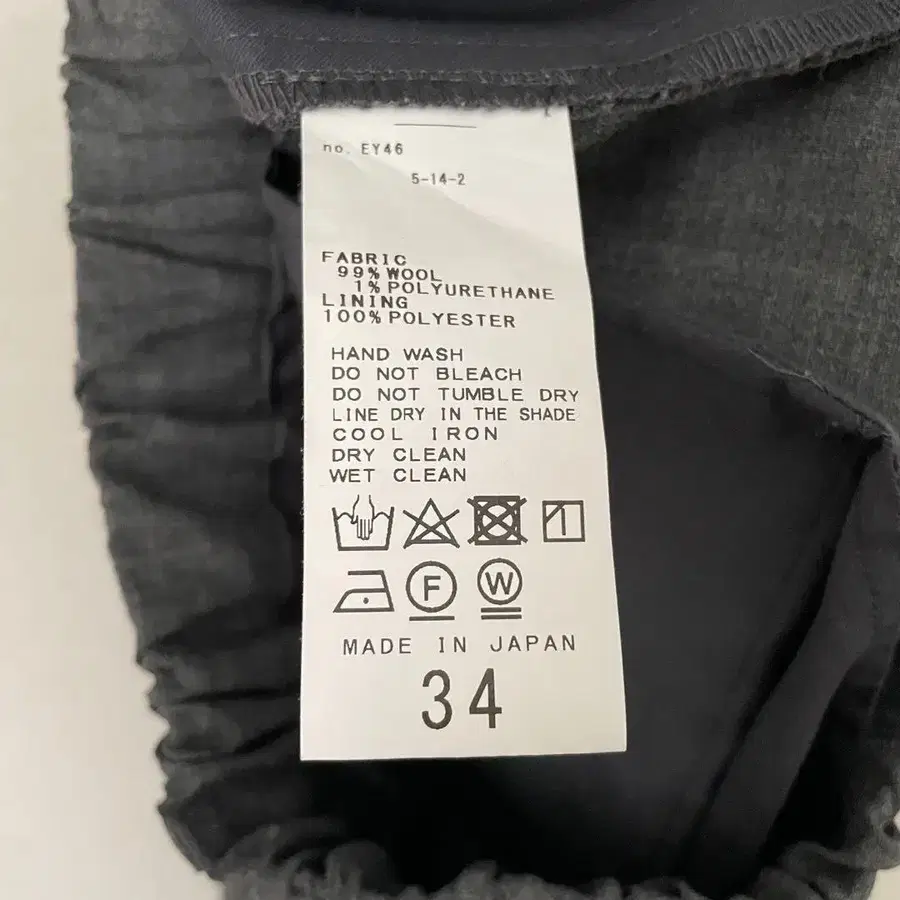 no. EY46
5-14-2
FABRIC
99% WOOL
1% POLYURETHANE
LINING
100% POLYESTER
HAND WASH
DO NOT BLEACH
DO NOT TUMBLE DRY
LINE DRY IN THE SHADE
COOL IRON
DRY CLEAN
WET CLEAN
F W
MADE IN JAPAN
34